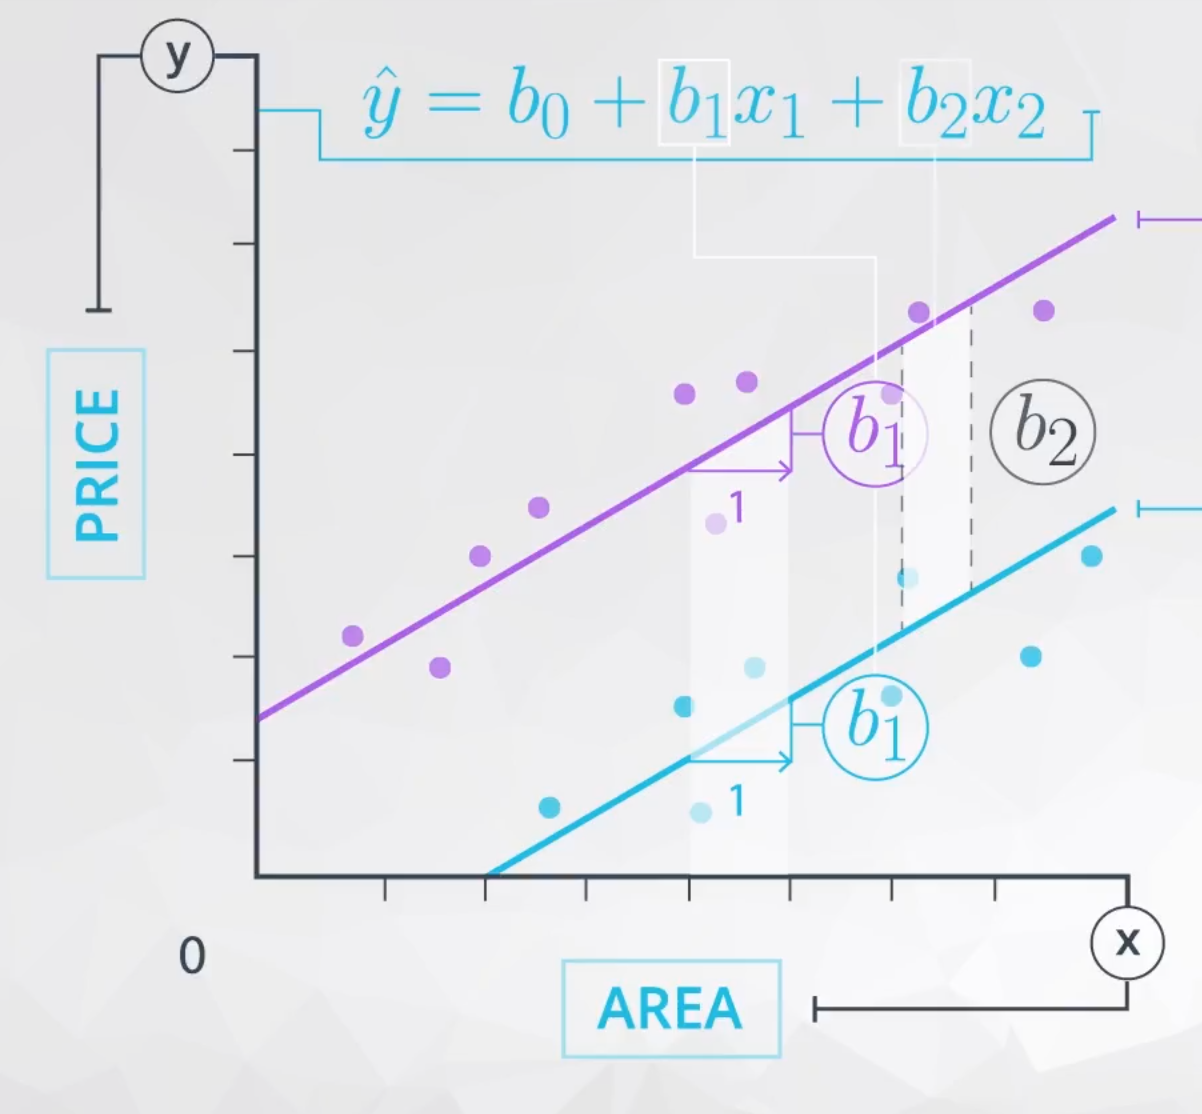 y
ŷ = b₀ + b₁x₁ + b₂x₂
PRICE
b₁
1
b₂
b₁
1
0
x
AREA